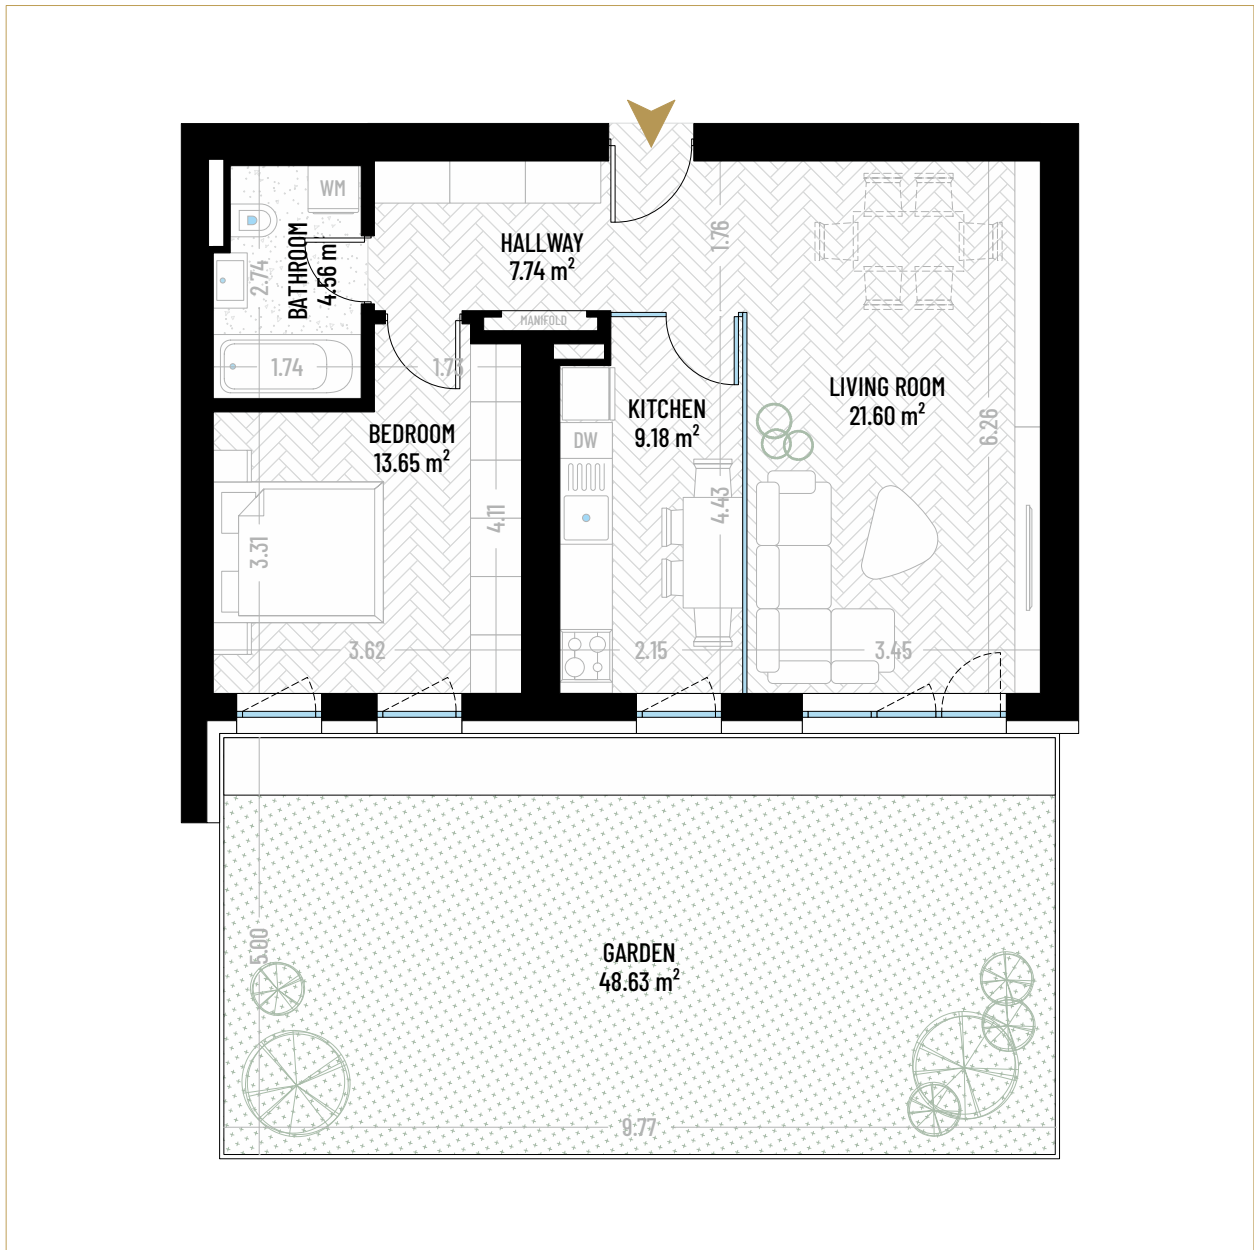 WM
HALLWAY
7.74 m²
1.76
BATHROOM
4.56 m²
2.74
MANIFOLD
1.74
1.73
LIVING ROOM
21.60 m²
6.26
KITCHEN
9.18 m²
BEDROOM
13.65 m²
DW
4.43
4.11
3.31
3.62
2.15
3.45
GARDEN
48.63 m²
5.00
9.77